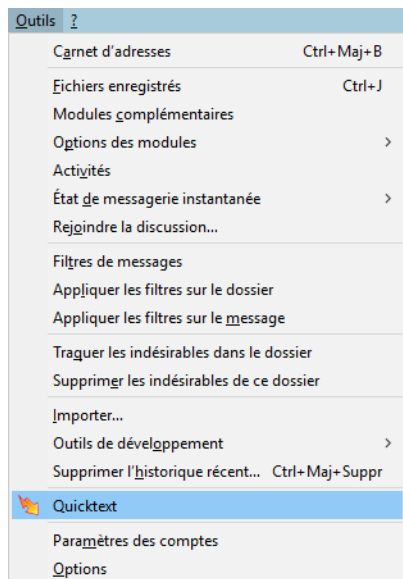 Outils ?
Carnet d'adresses Ctrl+Maj+B
Fichiers enregistrés Ctrl+J
Modules complémentaires
Options des modules
Activités
État de messagerie instantanée
Rejoindre la discussion...
Filtres de messages
Appliquer les filtres sur le dossier
Appliquer les filtres sur le message
Traquer les indésirables dans le dossier
Supprimer les indésirables de ce dossier
Importer...
Outils de développement
Supprimer l'historique récent... Ctrl+Maj+Suppr
Quicktext
Paramètres des comptes
Options